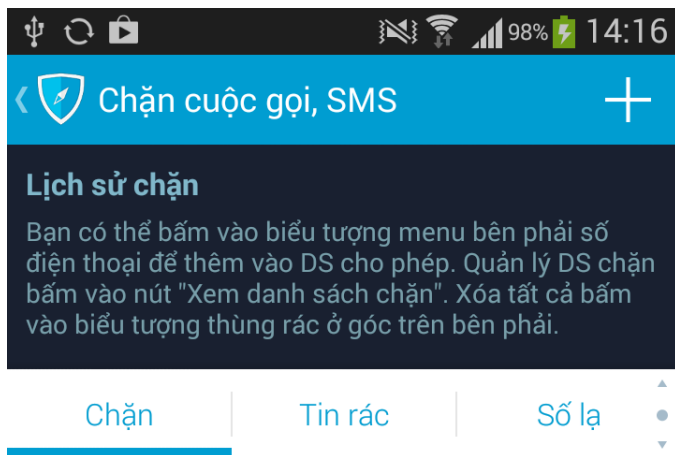 98% 14:16
Chặn cuộc gọi, SMS
Lịch sử chặn
Bạn có thể bấm vào biểu tượng menu bên phải số
điện thoại để thêm vào DS cho phép. Quản lý DS chặn
bấm vào nút "Xem danh sách chặn". Xóa tất cả bấm
vào biểu tượng thùng rác ở góc trên bên phải.
Chặn Tin rác Số lạ